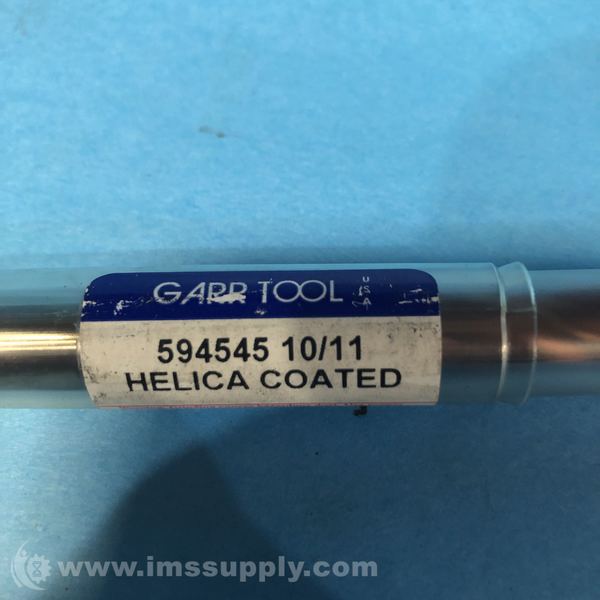 GARR TOOL USA
594545 10/11
HELICA COATED
www.imssupply.com